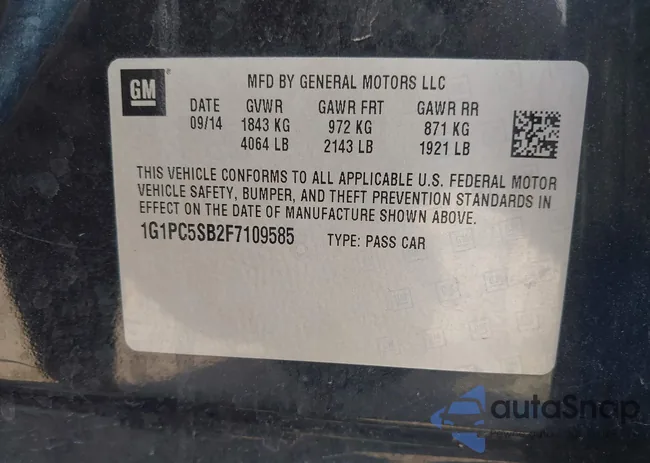 GM
MFD BY GENERAL MOTORS LLC
DATE GVWR GAWR FRT GAWR RR
09/14 1843 KG 972 KG 871 KG
4064 LB 2143 LB 1921 LB
THIS VEHICLE CONFORMS TO ALL APPLICABLE U.S. FEDERAL MOTOR
VEHICLE SAFETY, BUMPER, AND THEFT PREVENTION STANDARDS IN
EFFECT ON THE DATE OF MANUFACTURE SHOWN ABOVE.
1G1PC5SB2F7109585 TYPE: PASS CAR
autoSnap